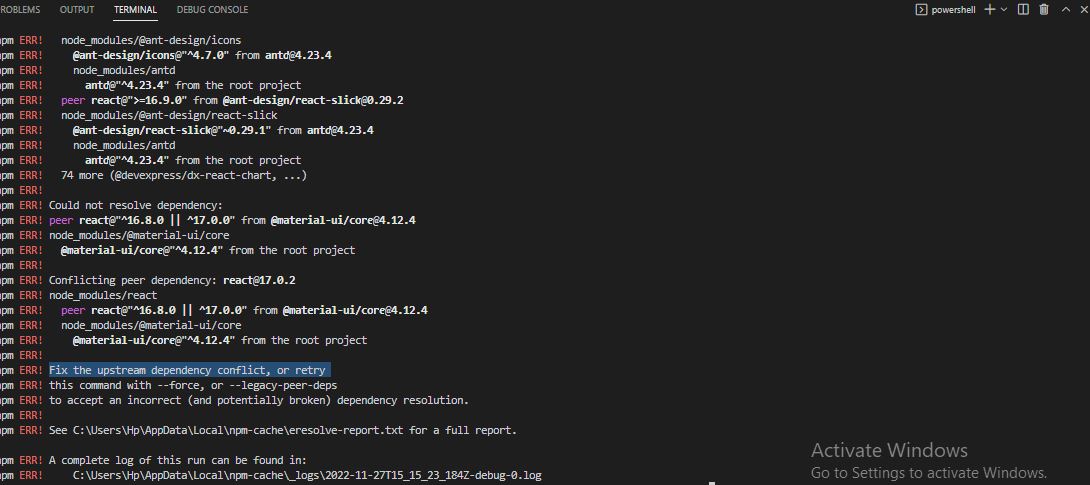 ROBLEMS OUTPUT TERMINAL DEBUG CONSOLE powershell
npm ERR! node_modules/@ant-design/icons
npm ERR! @ant-design/icons@"^4.7.0" from antd@4.23.4
npm ERR! node_modules/antd
npm ERR! antd@"^4.23.4" from the root project
npm ERR! peer react@">=16.9.0" from @ant-design/react-slick@0.29.2
npm ERR! node_modules/@ant-design/react-slick
npm ERR! @ant-design/react-slick@"~0.29.1" from antd@4.23.4
npm ERR! node_modules/antd
npm ERR! antd@"^4.23.4" from the root project
npm ERR! 74 more (@devexpress/dx-react-chart, ...)
npm ERR!
npm ERR! Could not resolve dependency:
npm ERR! peer react@"^16.8.0 || ^17.0.0" from @material-ui/core@4.12.4
npm ERR! node_modules/@material-ui/core
npm ERR! @material-ui/core@"^4.12.4" from the root project
npm ERR!
npm ERR! Conflicting peer dependency: react@17.0.2
npm ERR! node_modules/react
npm ERR! peer react@"^16.8.0 || ^17.0.0" from @material-ui/core@4.12.4
npm ERR! node_modules/@material-ui/core
npm ERR! @material-ui/core@"^4.12.4" from the root project
npm ERR!
npm ERR! Fix the upstream dependency conflict, or retry
npm ERR! this command with --force, or --legacy-peer-deps
npm ERR! to accept an incorrect (and potentially broken) dependency resolution.
npm ERR!
npm ERR! See C:\Users\Hp\AppData\Local\npm-cache\eresolve-report.txt for a full report.
npm ERR! A complete log of this run can be found in:
npm ERR! C:\Users\Hp\AppData\Local\npm-cache\_logs\2022-11-27T15_15_23_184Z-debug-0.log
Activate Windows
Go to Settings to activate Windows.